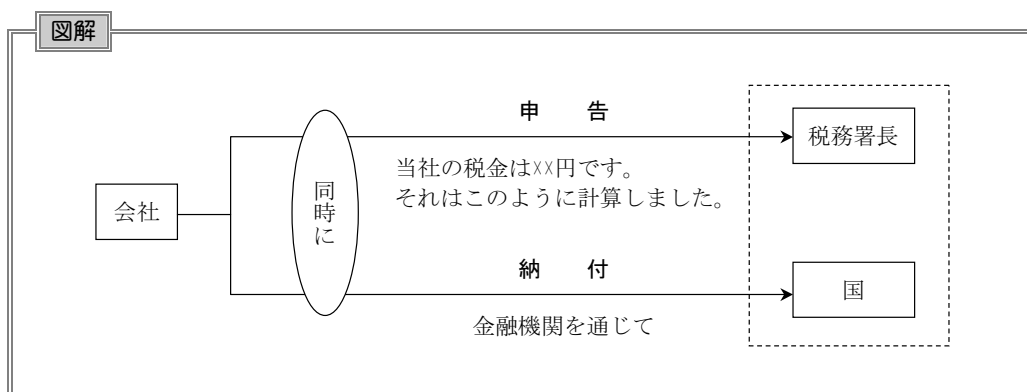 図解
申 告
税務署長
当社の税金は××円です。
それはこのように計算しました。
会社
同時に
納 付
国
金融機関を通じて